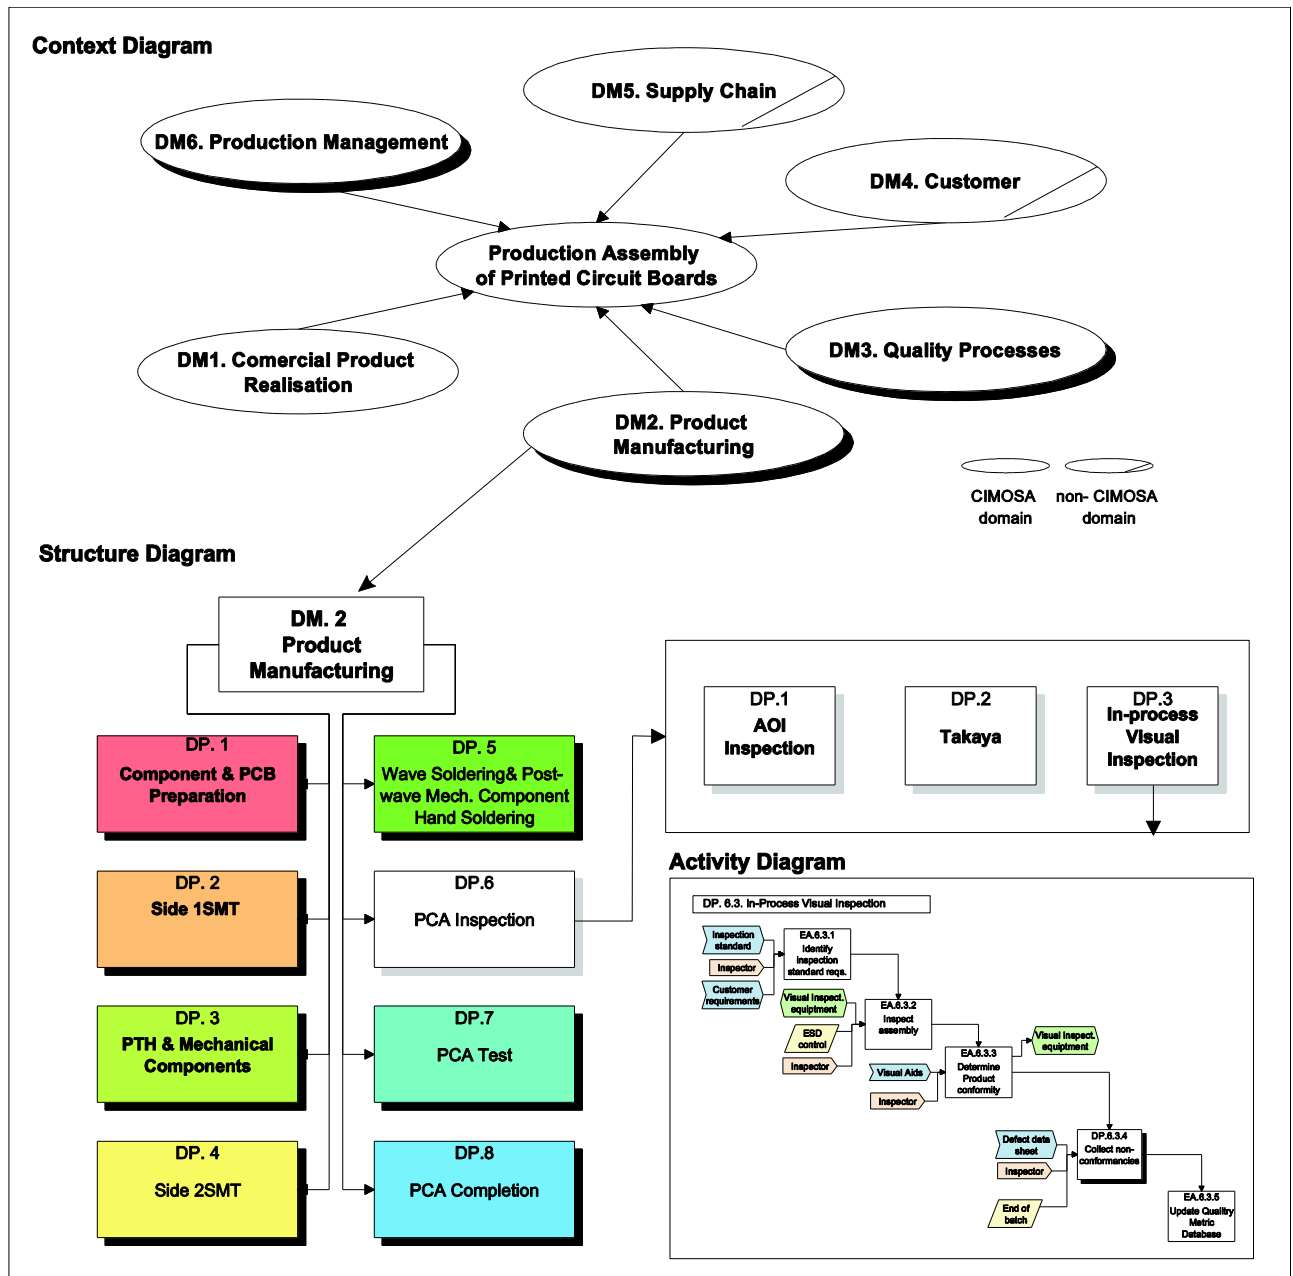 Context Diagram
DM5. Supply Chain
DM6. Production Management
DM4. Customer
Production Assembly
of Printed Circuit Boards
DM1. Comercial Product
Realisation
DM3. Quality Processes
DM2. Product
Manufacturing
CIMOSA
domain
non- CIMOSA
domain
Structure Diagram
DM. 2
Product
Manufacturing
DP. 1
Component & PCB
Preparation
DP. 5
Wave Soldering& Post-
wave Mech. Component
Hand Soldering
DP. 2
Side 1SMT
DP.6
PCA Inspection
DP. 3
PTH & Mechanical
Components
DP.7
PCA Test
DP. 4
Side 2SMT
DP.8
PCA Completion
DP.1
AOI
Inspection
DP.2
Takaya
DP.3
In-process
VIsual
Inspection
Activity Diagram
DP. 6.3. In-Process Visual Inspection
Inspection
standard
Inspector
Customer
requirements
EA.6.3.1
Identify
inspection
standard reqs.
Visual Inspect.
equiptment
ESD
control
Inspector
EA.6.3.2
Inspect
assembly
Visual Aids
Inspector
EA.6.3.3
Determine
Product
conformity
Visual Inspect.
equiptment
Defect data
sheet
Inspector
End of
batch
DP.6.3.4
Collect non-
conformancies
EA.6.3.5
Update Qualitry
Metric
Database